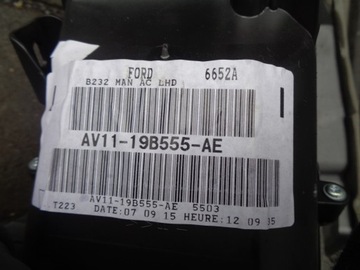 FORD 6652A
B232 MAN AC LHD
AV11-19B555-AE
AV11-19B555-AE 5503
T223 DATE:07 09 15 HEURE:12 09 05